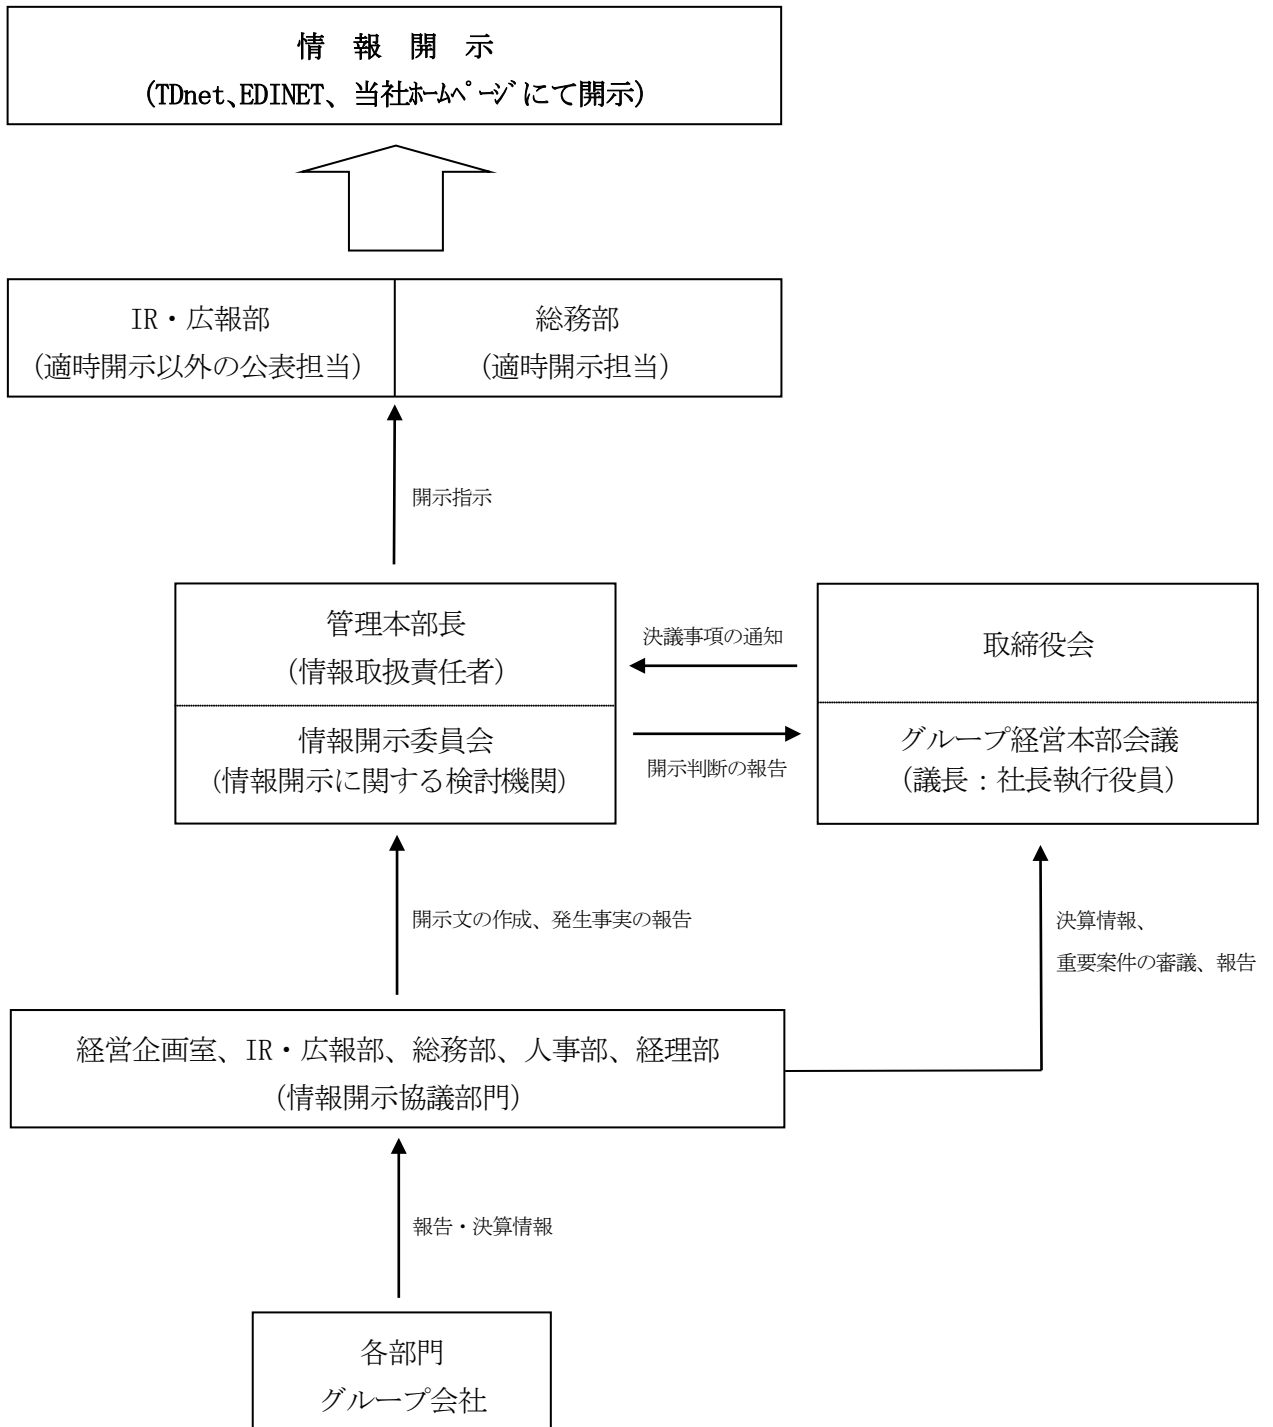 情 報 開 示
(TDnet、EDINET、当社ﾎｰﾑﾍﾟｰｼﾞにて開示)
IR・広報部
(適時開示以外の公表担当)
総務部
(適時開示担当)
開示指示
管理本部長
(情報取扱責任者)
決議事項の通知
取締役会
情報開示委員会
(情報開示に関する検討機関)
開示判断の報告
グループ経営本部会議
(議長：社長執行役員)
開示文の作成、発生事実の報告
決算情報、
重要案件の審議、報告
経営企画室、IR・広報部、総務部、人事部、経理部
(情報開示協議部門)
報告・決算情報
各部門
グループ会社